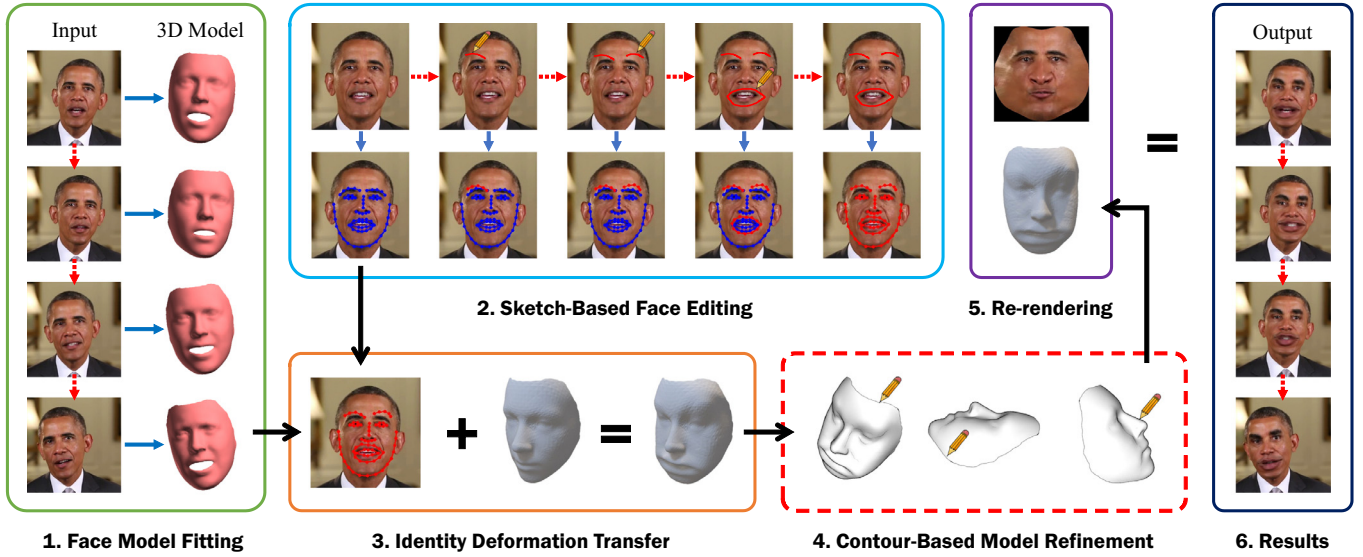 Input
3D Model
1. Face Model Fitting
2. Sketch-Based Face Editing
3. Identity Deformation Transfer
4. Contour-Based Model Refinement
5. Re-rendering
Output
6. Results